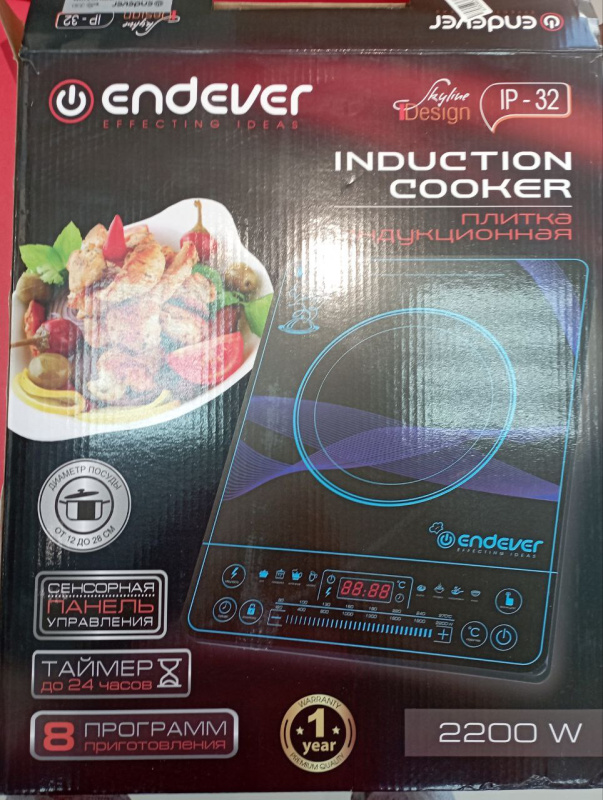 IP - 32
ENDEVER
ENDEVER
EFFECTING IDEAS
Skyline
Design
IP - 32
INDUCTION
COOKER
ПЛИТКА
ИНДУКЦИОННАЯ
ДИАМЕТР ПОСУДЫ
ОТ 12 ДО 28 СМ
ENDEVER
EFFECTING IDEAS
88:88
°C
СЕНСОРНАЯ
ПАНЕЛЬ
УПРАВЛЕНИЯ
ТАЙМЕР
до 24 часов
8 ПРОГРАММ
приготовления
WARRANTY
1
year
PREMIUM QUALITY
2200 W